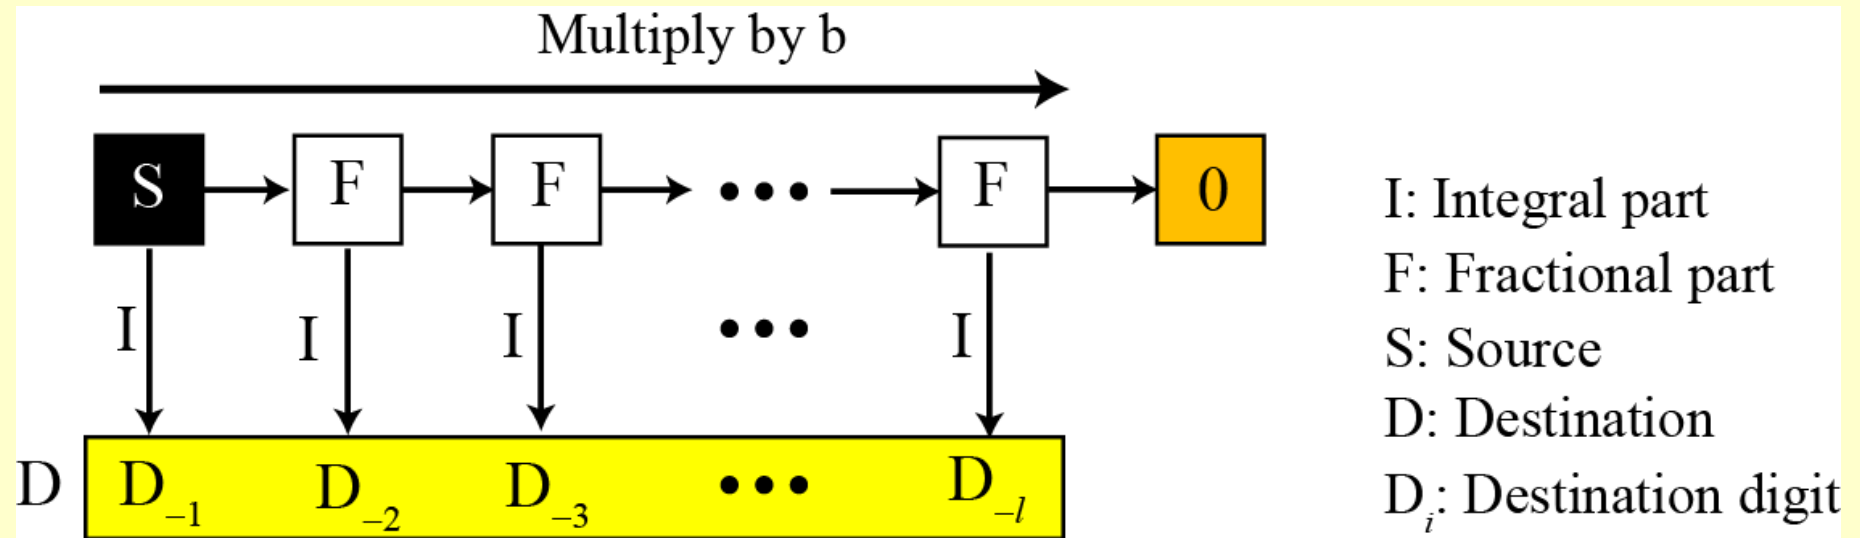 Multiply by b
S F F ••• F 0
I I I ••• I
D D₋₁ D₋₂ D₋₃ ••• D₋ₗ
I: Integral part
F: Fractional part
S: Source
D: Destination
Dᵢ: Destination digit